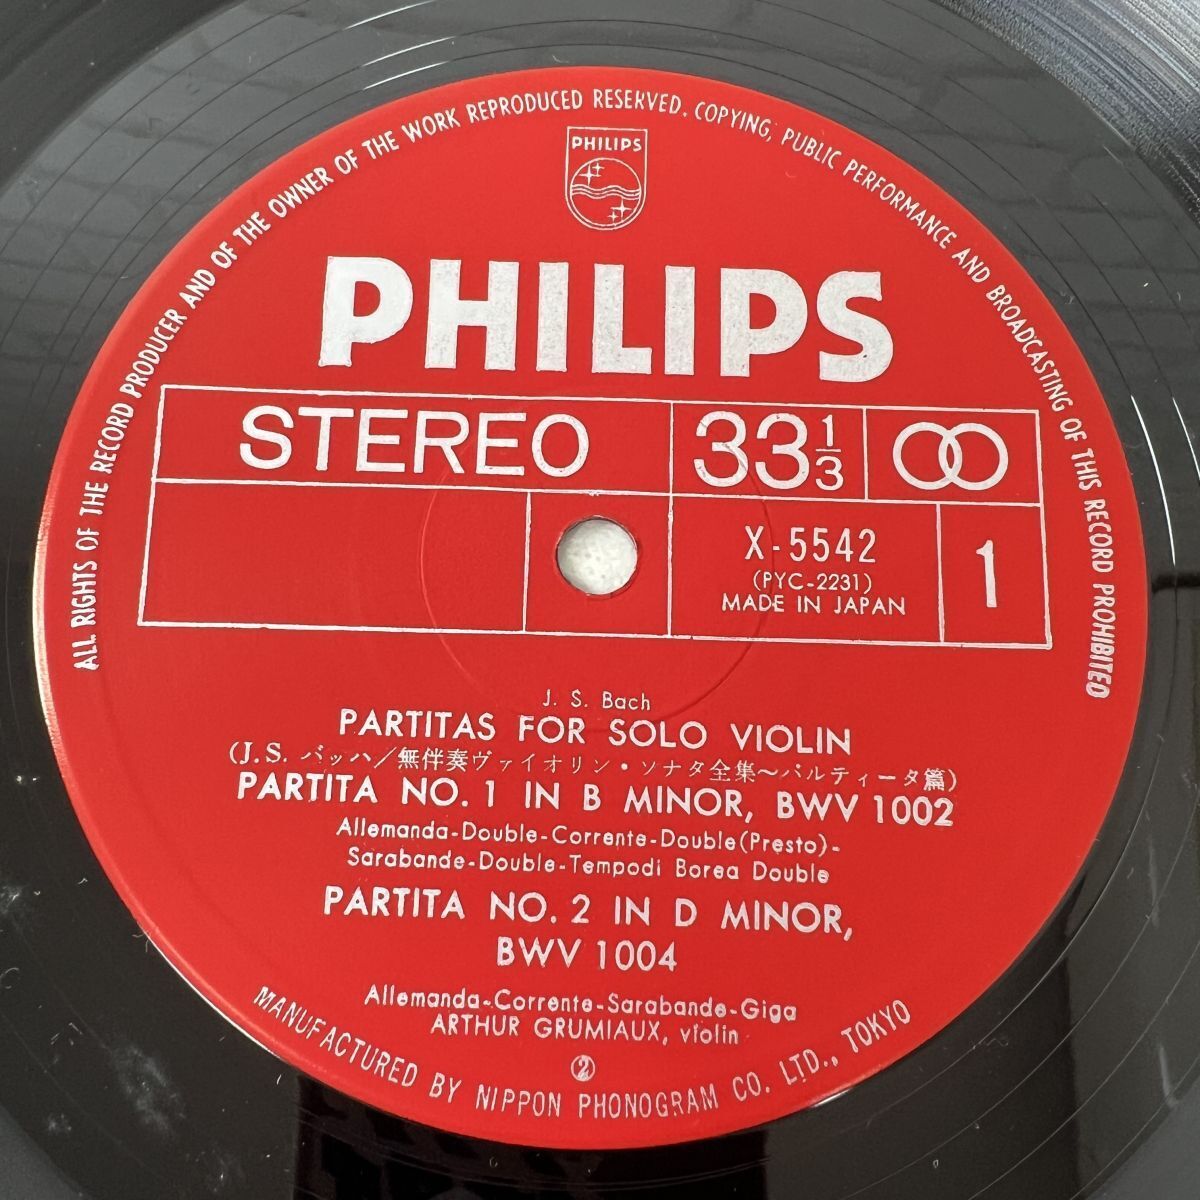 ALL RIGHTS OF THE RECORD PRODUCER AND OF THE OWNER OF THE WORK REPRODUCED RESERVED. COPYING, PUBLIC PERFORMANCE AND BROADCASTING OF THIS RECORD PROHIBITED
PHILIPS
PHILIPS
STEREO
33 1/3
X-5542
(PYC-2231)
MADE IN JAPAN
1
J. S. Bach
PARTITAS FOR SOLO VIOLIN
(J.S. バッハ/無伴奏ヴァイオリン・ソナタ全集~パルティータ篇)
PARTITA NO. 1 IN B MINOR, BWV 1002
Allemanda-Double-Corrente-Double(Presto)-
Sarabande-Double-Tempodi Borea Double
PARTITA NO. 2 IN D MINOR,
BWV 1004
Allemanda-Corrente-Sarabande-Giga
ARTHUR GRUMIAUX, violin
②
MANUFACTURED BY NIPPON PHONOGRAM CO. LTD., TOKYO